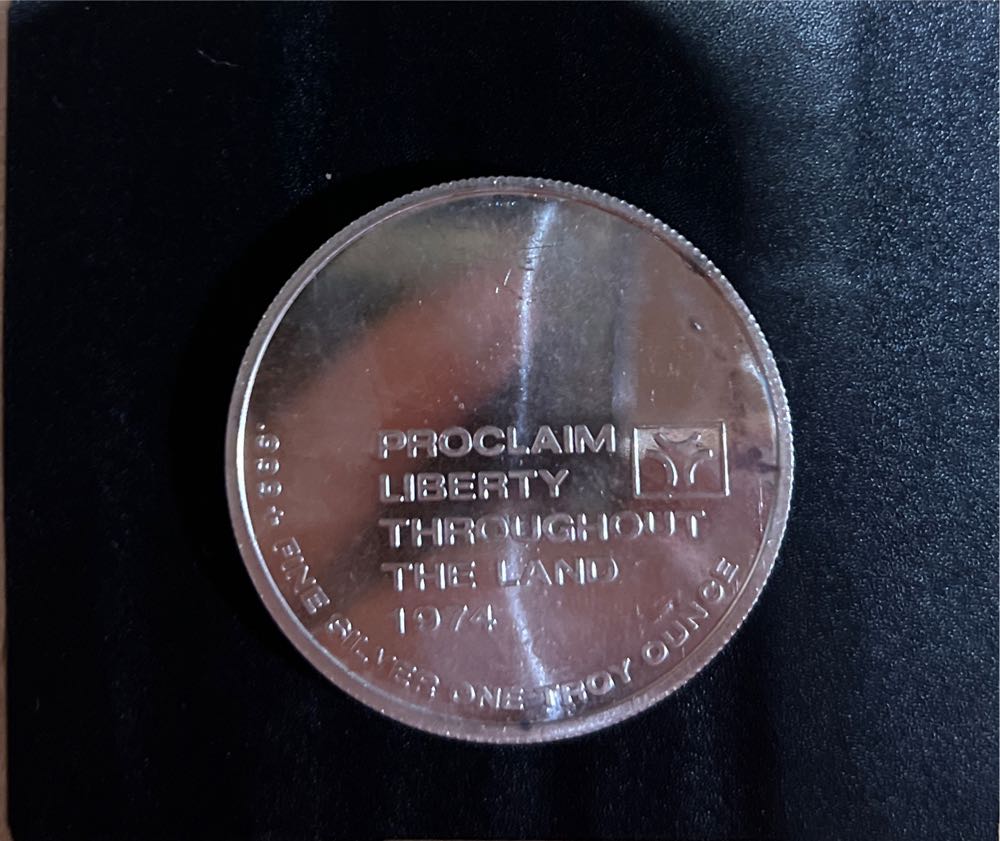 PROCLAIM
LIBERTY
THROUGHOUT
THE LAND
1974
.999+ FINE SILVER ONE TROY OUNCE